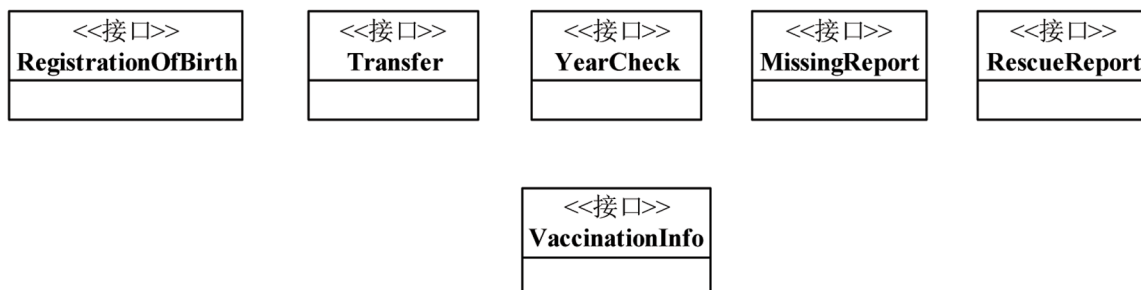 <<接口>>
RegistrationOfBirth
<<接口>>
Transfer
<<接口>>
YearCheck
<<接口>>
MissingReport
<<接口>>
RescueReport
<<接口>>
VaccinationInfo